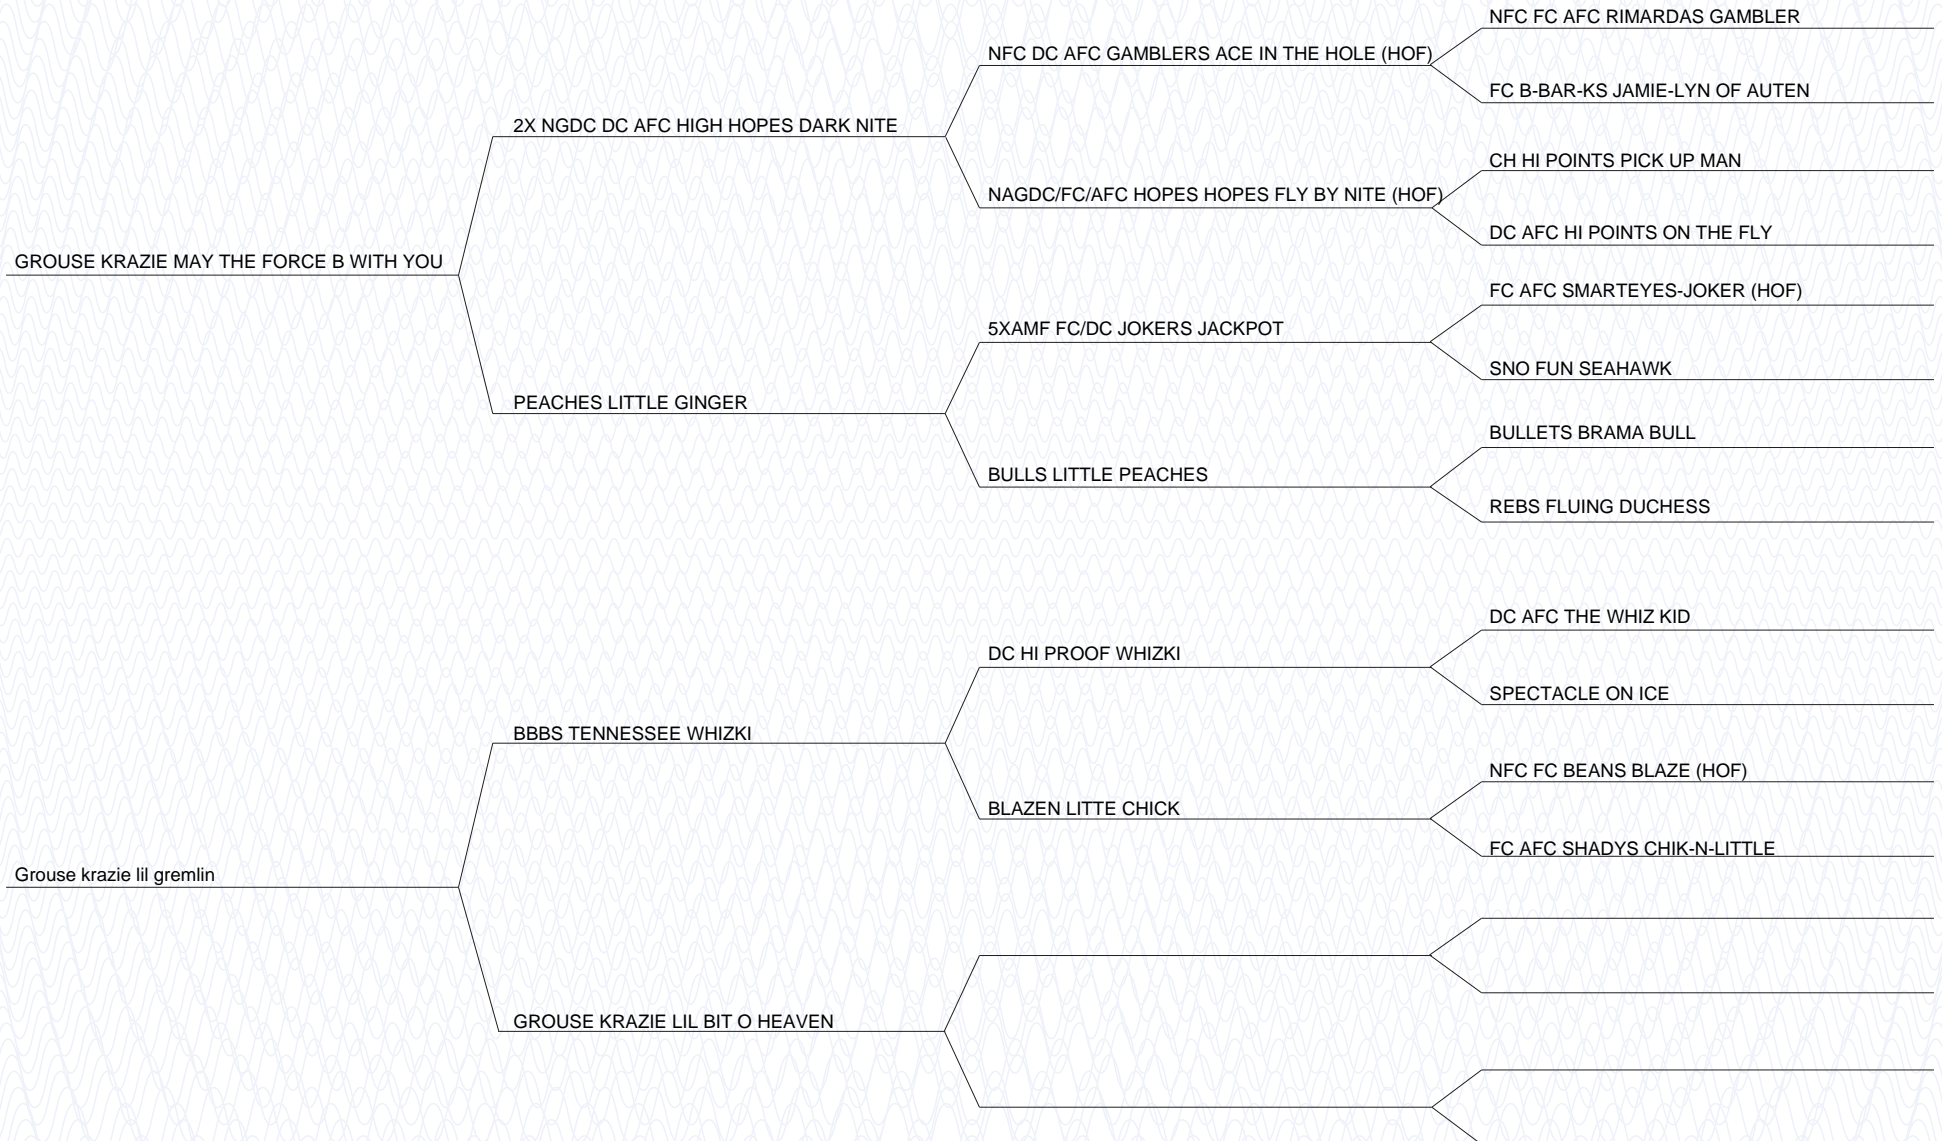 NFC FC AFC RIMARDAS GAMBLER
NFC DC AFC GAMBLERS ACE IN THE HOLE (HOF)
FC B-BAR-KS JAMIE-LYN OF AUTEN
2X NGDC DC AFC HIGH HOPES DARK NITE
CH HI POINTS PICK UP MAN
NAGDC/FC/AFC HOPES HOPES FLY BY NITE (HOF)
DC AFC HI POINTS ON THE FLY
GROUSE KRAZIE MAY THE FORCE B WITH YOU
FC AFC SMARTEYES-JOKER (HOF)
5XAMF FC/DC JOKERS JACKPOT
SNO FUN SEAHAWK
PEACHES LITTLE GINGER
BULLETS BRAMA BULL
BULLS LITTLE PEACHES
REBS FLUING DUCHESS
DC AFC THE WHIZ KID
DC HI PROOF WHIZKI
SPECTACLE ON ICE
BBBS TENNESSEE WHIZKI
NFC FC BEANS BLAZE (HOF)
BLAZEN LITTE CHICK
FC AFC SHADYS CHIK-N-LITTLE
Grouse krazie lil gremlin
GROUSE KRAZIE LIL BIT O HEAVEN